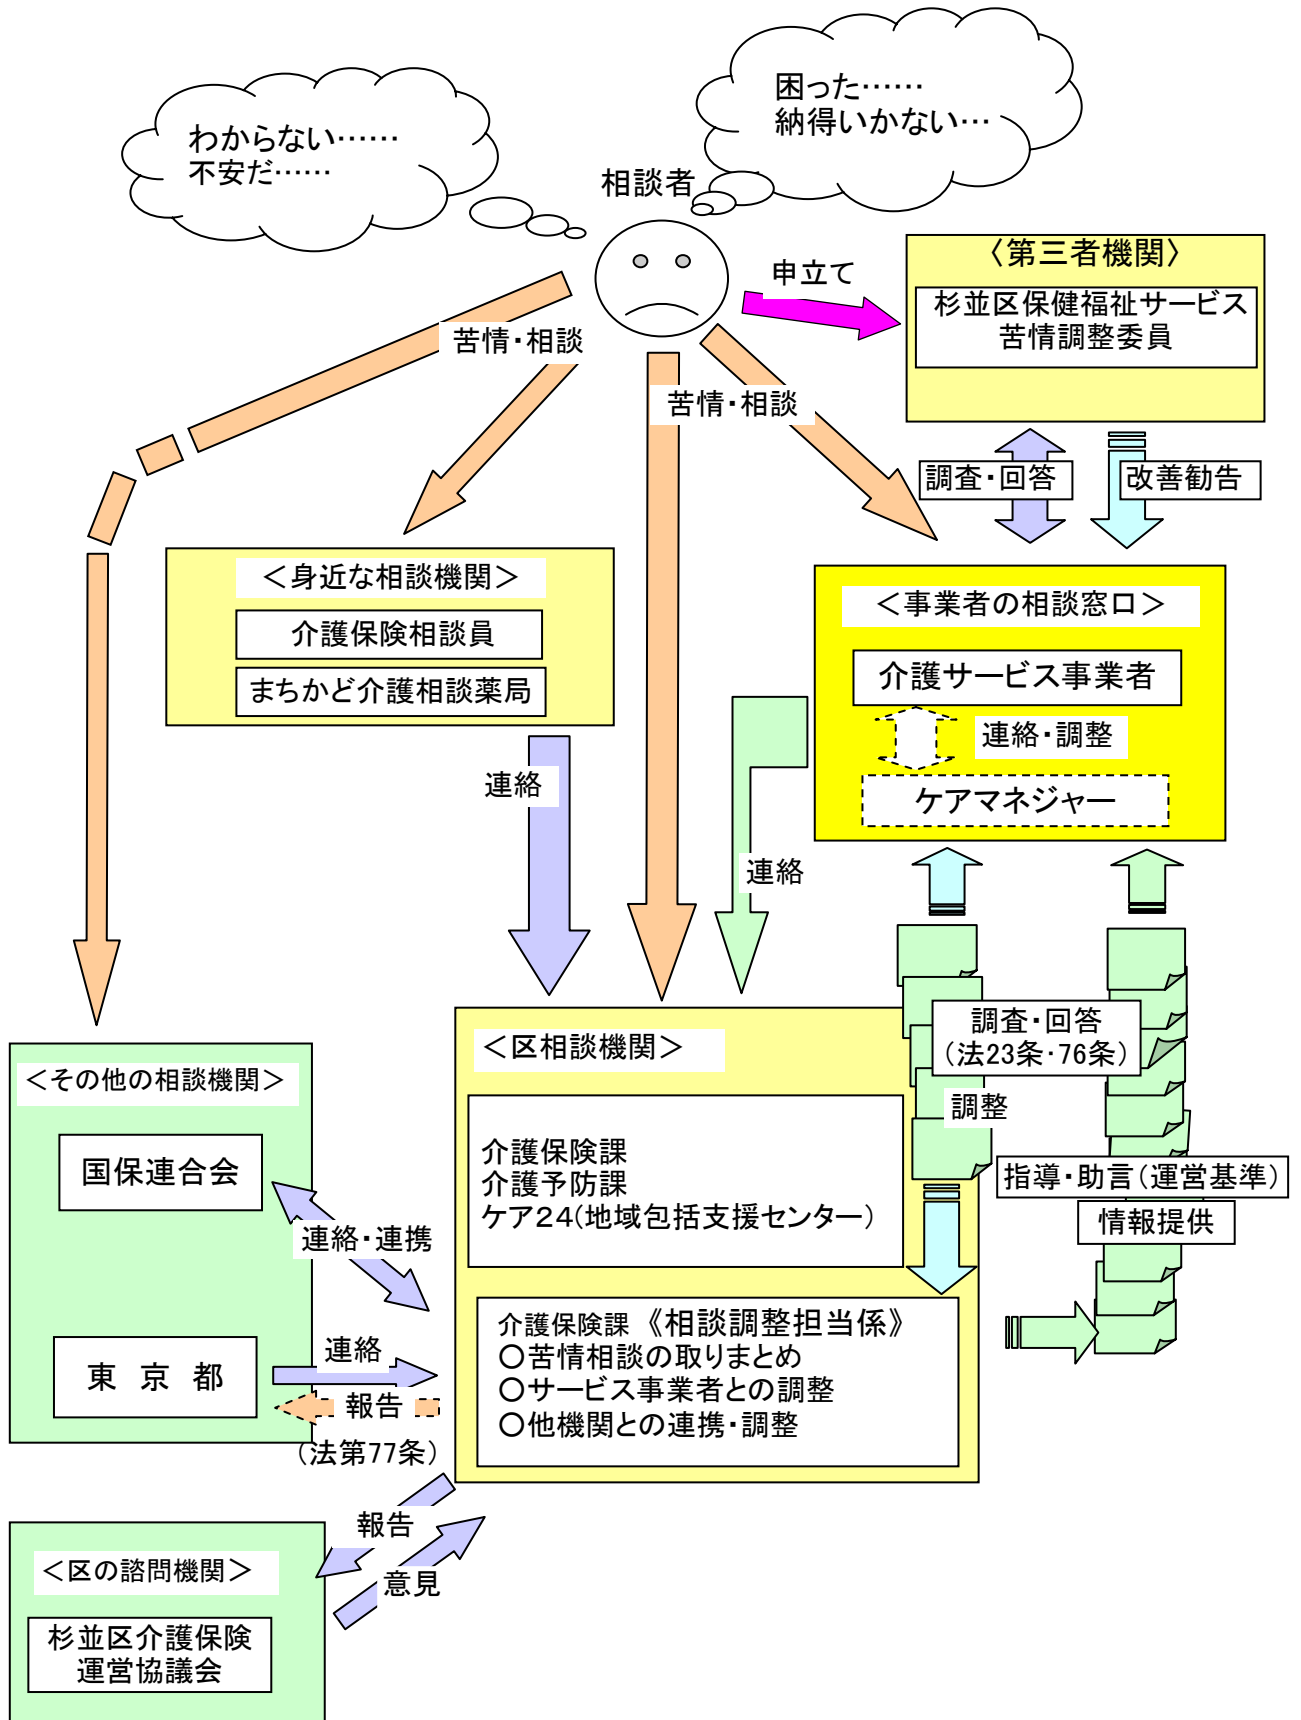 困った……
納得いかない…
わからない……
不安だ……
相談者
〈第三者機関〉
杉並区保健福祉サービス
苦情調整委員
申立て
苦情・相談
苦情・相談
調査・回答
改善勧告
＜身近な相談機関＞
介護保険相談員
まちかど介護相談薬局
＜事業者の相談窓口＞
介護サービス事業者
連絡・調整
ケアマネジャー
連絡
連絡
＜区相談機関＞
介護保険課
介護予防課
ケア24(地域包括支援センター)
調査・回答
(法23条・76条)
調整
指導・助言(運営基準)
情報提供
介護保険課《相談調整担当係》
○苦情相談の取りまとめ
○サービス事業者との調整
○他機関との連携・調整
＜その他の相談機関＞
国保連合会
連絡・連携
東 京 都
連絡
報告
(法第77条)
報告
意見
＜区の諮問機関＞
杉並区介護保険
運営協議会